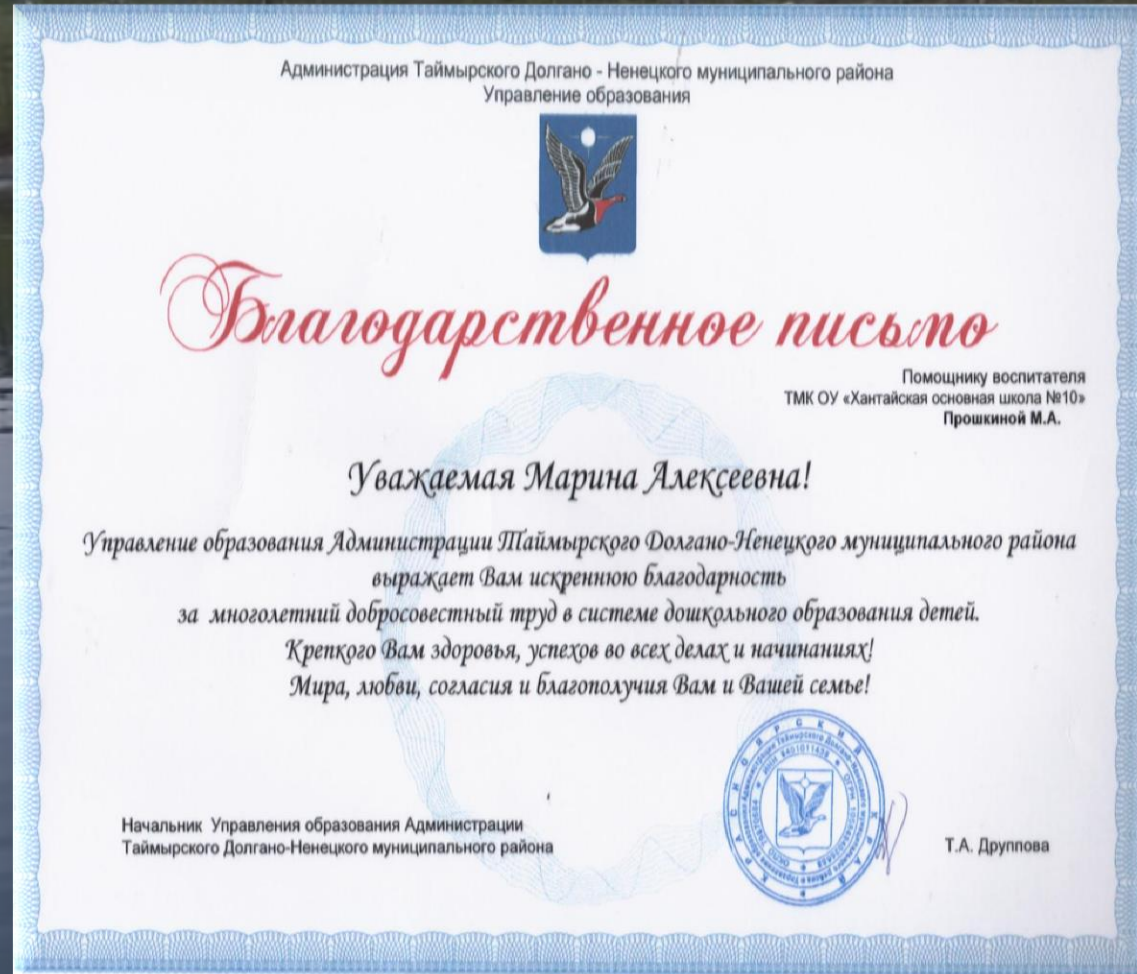 Администрация Таймырского Долгано - Ненецкого муниципального района
Управление образования
Благодарственное письмо
Помощнику воспитателя
ТМК ОУ «Хантайская основная школа №10»
Прошкиной М.А.
Уважаемая Марина Алексеевна!
Управление образования Администрации Таймырского Долгано-Ненецкого муниципального района
выражает Вам искреннюю благодарность
за многолетний добросовестный труд в системе дошкольного образования детей.
Крепкого Вам здоровья, успехов во всех делах и начинаниях!
Мира, любви, согласия и благополучия Вам и Вашей семье!
КРАСНОЯРСКИЙ КРАЙ
Начальник Управления образования Администрации
Таймырского Долгано-Ненецкого муниципального района
Т.А. Друппова